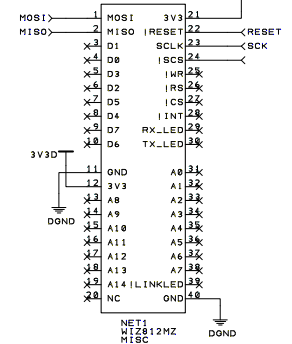 MOSI 1 MOSI 3V3 21
MISO 2 MISO !RESET 22 RESET
3 D1 SCLK 23 SCK
4 D0 !SCS 24
5 D3 !WR 25
6 D2 !RS 26
7 D5 !CS 27
8 D4 !INT 28
9 D7 RX_LED 29
10 D6 TX_LED 30
3V3D
11 GND A0 31
12 3V3 A1 32
13 A8 A2 33
14 A9 A3 34
15 A10 A4 35
16 A11 A5 36
17 A12 A6 37
18 A13 A7 38
19 A14 !LINKLED 39
20 NC GND 40
DGND
DGND
NET1
WIZ812MZ
MISC